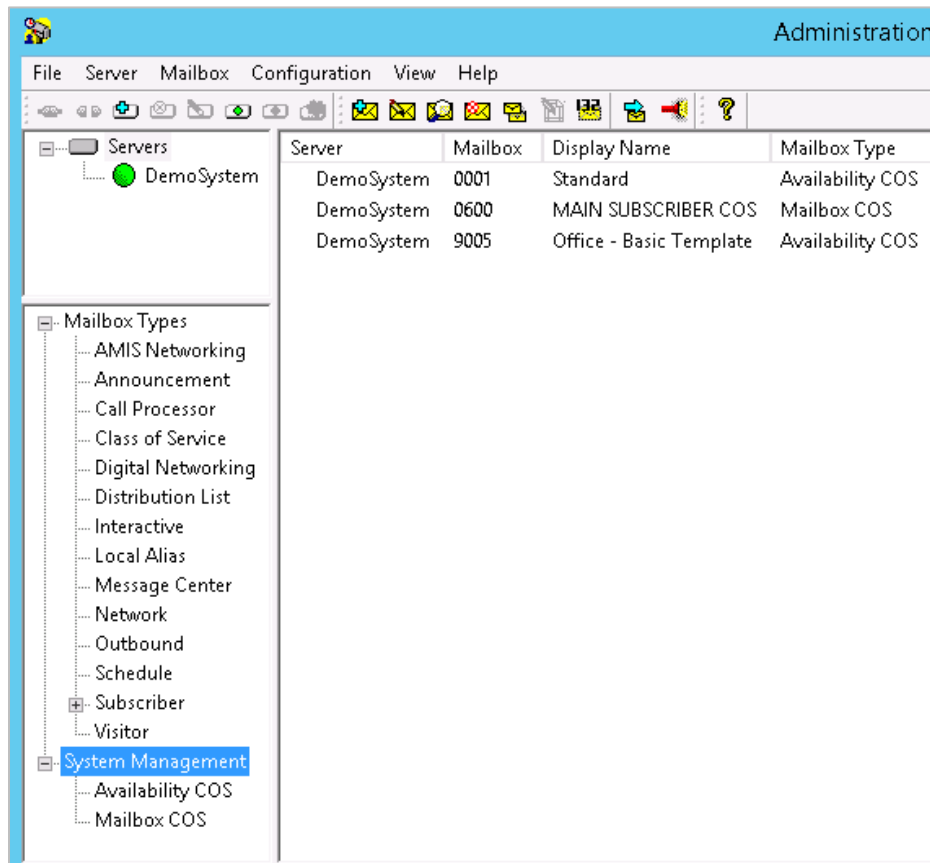 Administration
File Server Mailbox Configuration View Help
Servers
DemoSystem
Server Mailbox Display Name Mailbox Type
DemoSystem 0001 Standard Availability COS
DemoSystem 0600 MAIN SUBSCRIBER COS Mailbox COS
DemoSystem 9005 Office - Basic Template Availability COS
Mailbox Types
AMIS Networking
Announcement
Call Processor
Class of Service
Digital Networking
Distribution List
Interactive
Local Alias
Message Center
Network
Outbound
Schedule
Subscriber
Visitor
System Management
Availability COS
Mailbox COS